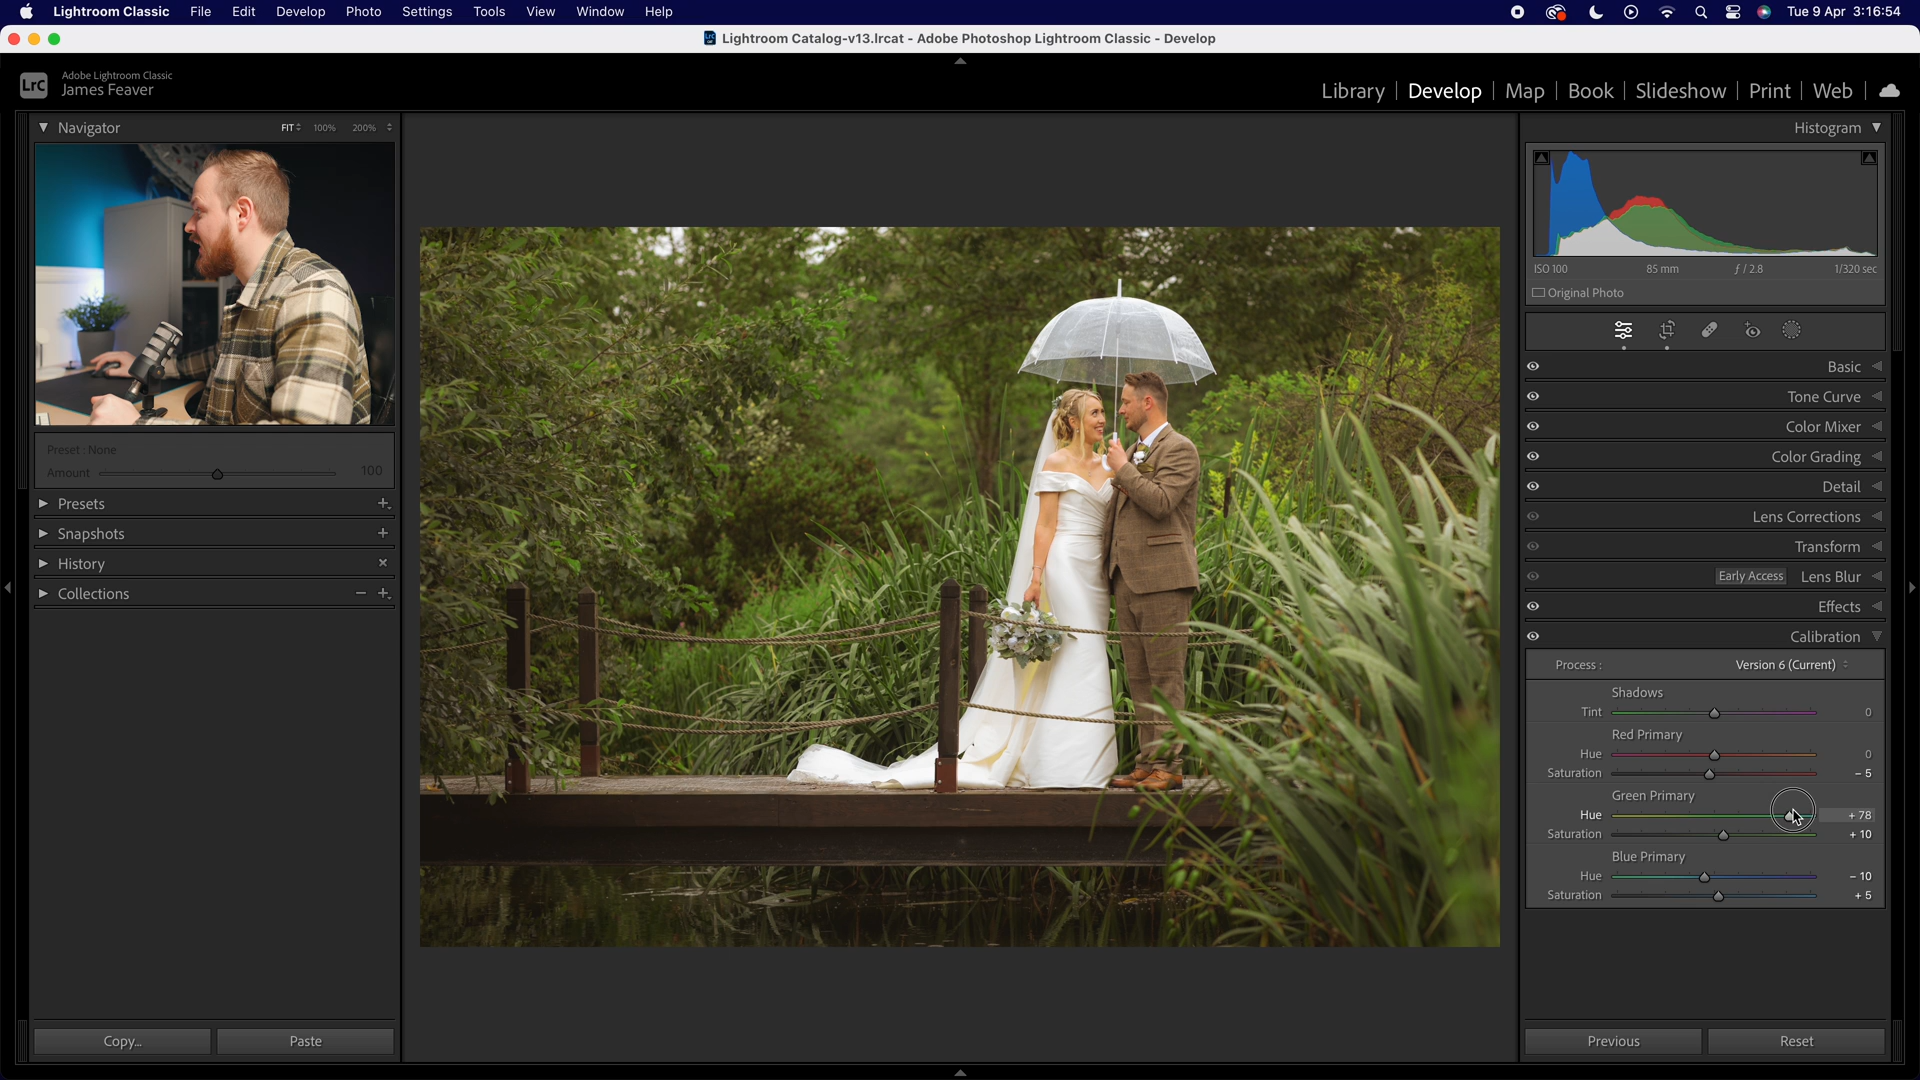 Lightroom Classic File Edit Develop Photo Settings Tools View Window Help Tue 9 Apr 3:16:54
Lightroom Catalog-v13.lrcat - Adobe Photoshop Lightroom Classic - Develop
LrC Adobe Lightroom Classic
James Feaver
Library Develop Map Book Slideshow Print Web
Navigator FIT 100% 200%
Histogram
ISO 100 85 mm ƒ / 2.8 1/320 sec
Original Photo
Basic
Tone Curve
Color Mixer
Color Grading
Detail
Lens Corrections
Transform
Early Access Lens Blur
Effects
Calibration
Process : Version 6 (Current)
Shadows
Tint 0
Red Primary
Hue 0
Saturation – 5
Green Primary
Hue + 78
Saturation + 10
Blue Primary
Hue – 10
Saturation + 5
Preset : None
Amount 100
Presets
Snapshots
History
Collections
Copy... Paste
Previous Reset